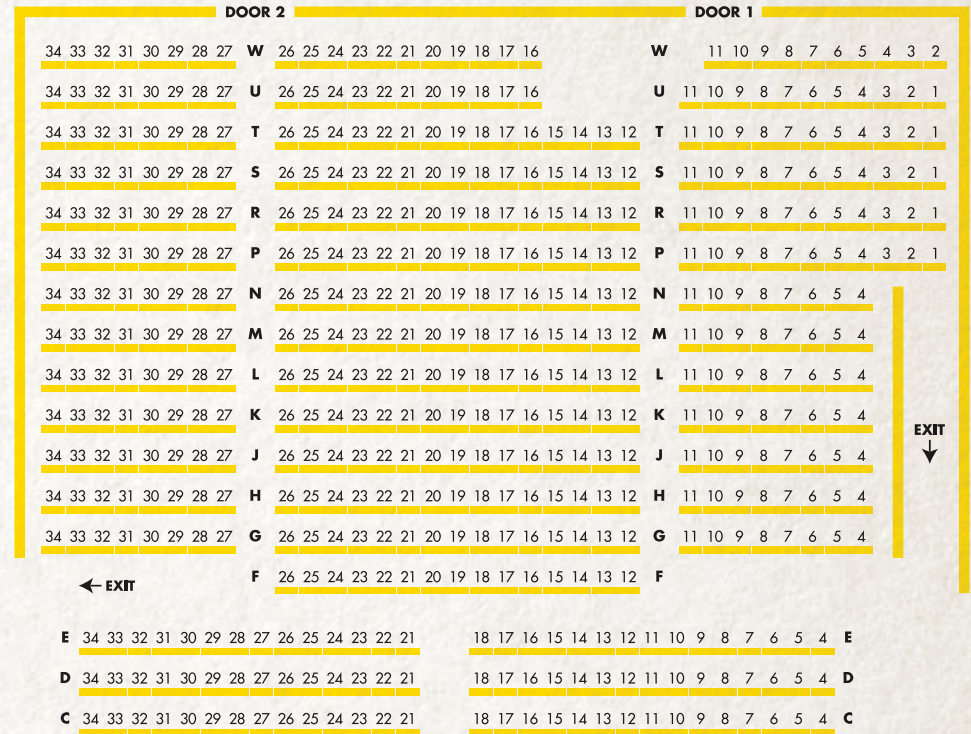 DOOR 2 DOOR 1
34 33 32 31 30 29 28 27 W 26 25 24 23 22 21 20 19 18 17 16 W 11 10 9 8 7 6 5 4 3 2
34 33 32 31 30 29 28 27 U 26 25 24 23 22 21 20 19 18 17 16 U 11 10 9 8 7 6 5 4 3 2 1
34 33 32 31 30 29 28 27 T 26 25 24 23 22 21 20 19 18 17 16 15 14 13 12 T 11 10 9 8 7 6 5 4 3 2 1
34 33 32 31 30 29 28 27 S 26 25 24 23 22 21 20 19 18 17 16 15 14 13 12 S 11 10 9 8 7 6 5 4 3 2 1
34 33 32 31 30 29 28 27 R 26 25 24 23 22 21 20 19 18 17 16 15 14 13 12 R 11 10 9 8 7 6 5 4 3 2 1
34 33 32 31 30 29 28 27 P 26 25 24 23 22 21 20 19 18 17 16 15 14 13 12 P 11 10 9 8 7 6 5 4 3 2 1
34 33 32 31 30 29 28 27 N 26 25 24 23 22 21 20 19 18 17 16 15 14 13 12 N 11 10 9 8 7 6 5 4
34 33 32 31 30 29 28 27 M 26 25 24 23 22 21 20 19 18 17 16 15 14 13 12 M 11 10 9 8 7 6 5 4
34 33 32 31 30 29 28 27 L 26 25 24 23 22 21 20 19 18 17 16 15 14 13 12 L 11 10 9 8 7 6 5 4
34 33 32 31 30 29 28 27 K 26 25 24 23 22 21 20 19 18 17 16 15 14 13 12 K 11 10 9 8 7 6 5 4
EXIT
34 33 32 31 30 29 28 27 J 26 25 24 23 22 21 20 19 18 17 16 15 14 13 12 J 11 10 9 8 7 6 5 4
34 33 32 31 30 29 28 27 H 26 25 24 23 22 21 20 19 18 17 16 15 14 13 12 H 11 10 9 8 7 6 5 4
34 33 32 31 30 29 28 27 G 26 25 24 23 22 21 20 19 18 17 16 15 14 13 12 G 11 10 9 8 7 6 5 4
F 26 25 24 23 22 21 20 19 18 17 16 15 14 13 12 F
EXIT
E 34 33 32 31 30 29 28 27 26 25 24 23 22 21 18 17 16 15 14 13 12 11 10 9 8 7 6 5 4 E
D 34 33 32 31 30 29 28 27 26 25 24 23 22 21 18 17 16 15 14 13 12 11 10 9 8 7 6 5 4 D
C 34 33 32 31 30 29 28 27 26 25 24 23 22 21 18 17 16 15 14 13 12 11 10 9 8 7 6 5 4 C